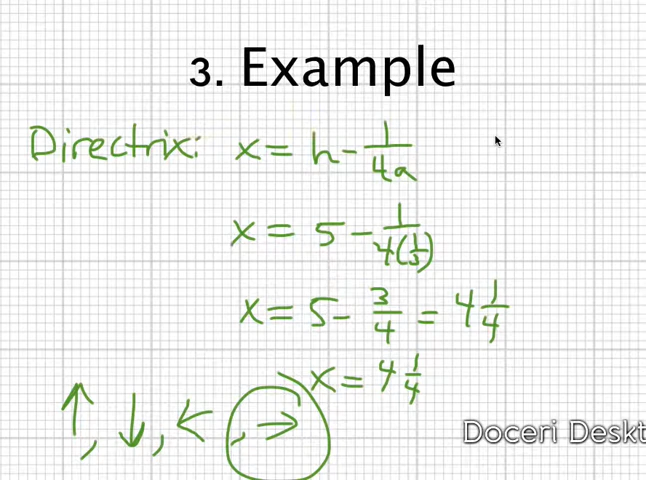 3. Example
Directrix: x = h - 1/4a
x = 5 - 1/4(1/3)
x = 5 - 3/4 = 4 1/4
x = 4 1/4
↑, ↓, ←, →
Doceri Deskt